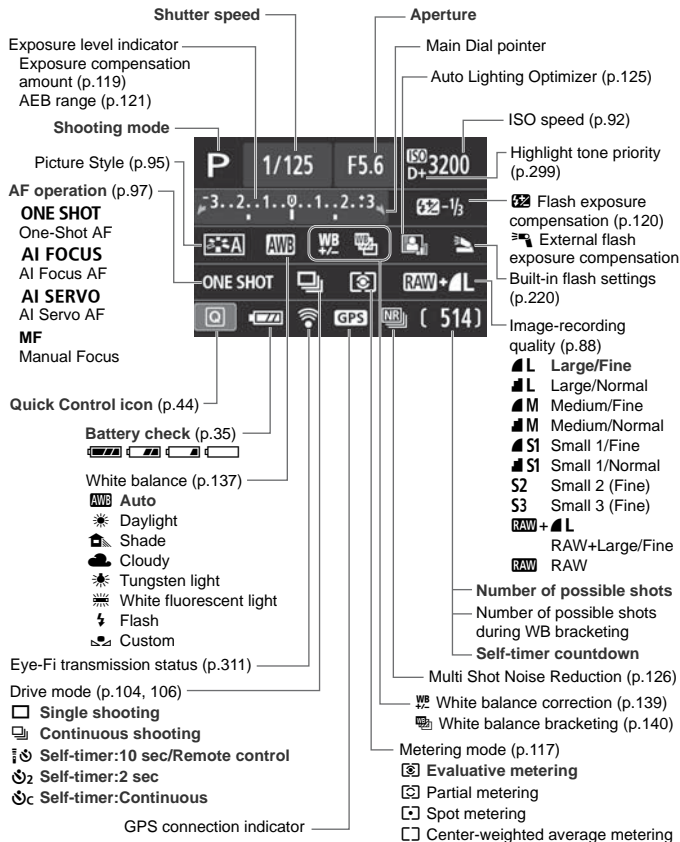 Shutter speed
Aperture
Exposure level indicator
Exposure compensation
amount (p.119)
AEB range (p.121)
Main Dial pointer
Auto Lighting Optimizer (p.125)
Shooting mode
ISO speed (p.92)
Picture Style (p.95)
Highlight tone priority
(p.299)
AF operation (p.97)
ONE SHOT
One-Shot AF
AI FOCUS
AI Focus AF
AI SERVO
AI Servo AF
MF
Manual Focus
Flash exposure
compensation (p.120)
External flash
exposure compensation
Built-in flash settings
(p.220)
P 1/125 F5.6 ISO D+ 3200
-3..2..1..0..1..2.:3 -1/3
A AWB WB +/- WB
ONE SHOT RAW+L
Q GPS NR ( 514)
Image-recording
quality (p.88)
L Large/Fine
L Large/Normal
M Medium/Fine
M Medium/Normal
S1 Small 1/Fine
S1 Small 1/Normal
S2 Small 2 (Fine)
S3 Small 3 (Fine)
RAW+L
RAW+Large/Fine
RAW RAW
Quick Control icon (p.44)
Battery check (p.35)
White balance (p.137)
AWB Auto
Daylight
Shade
Cloudy
Tungsten light
White fluorescent light
Flash
Custom
Number of possible shots
Number of possible shots
during WB bracketing
Self-timer countdown
Eye-Fi transmission status (p.311)
Multi Shot Noise Reduction (p.126)
Drive mode (p.104, 106)
Single shooting
Continuous shooting
Self-timer:10 sec/Remote control
2 Self-timer:2 sec
C Self-timer:Continuous
WB +/- White balance correction (p.139)
WB White balance bracketing (p.140)
Metering mode (p.117)
Evaluative metering
Partial metering
Spot metering
Center-weighted average metering
GPS connection indicator